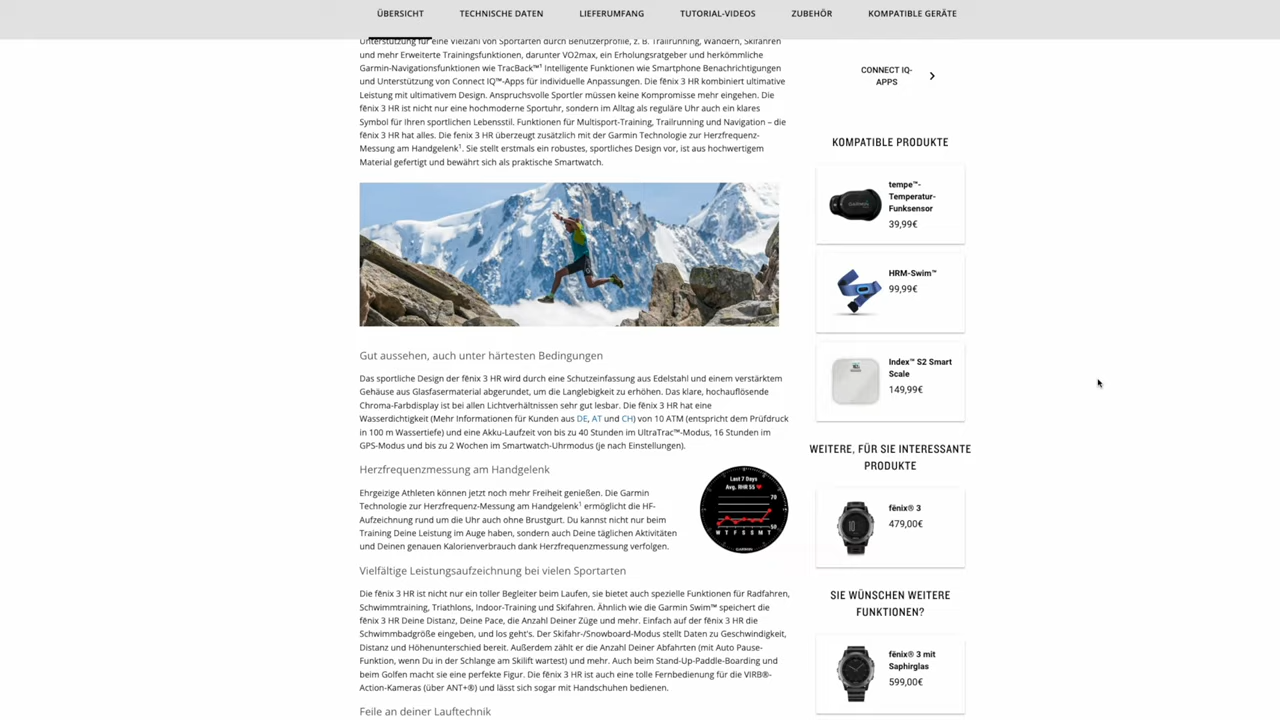 ÜBERSICHT
TECHNISCHE DATEN
LIEFERUMFANG
TUTORIAL-VIDEOS
ZUBEHÖR
KOMPATIBLE GERÄTE
Unterstützung für eine Vielzahl von Sportarten durch Benutzerprofile, z. B. Trailrunning, Wandern, Skifahren
und mehr Erweiterte Trainingsfunktionen, darunter VO2max, ein Erholungsratgeber und herkömmliche
Garmin-Navigationsfunktionen wie TracBack™¹ Intelligente Funktionen wie Smartphone Benachrichtigungen
und Unterstützung von Connect IQ™-Apps für individuelle Anpassungen. Die fēnix 3 HR kombiniert ultimative
Leistung mit ultimativem Design. Anspruchsvolle Sportler müssen keine Kompromisse mehr eingehen. Die
fēnix 3 HR ist nicht nur eine hochmoderne Sportuhr, sondern im Alltag als reguläre Uhr auch ein klares
Symbol für Ihren sportlichen Lebensstil. Funktionen für Multisport-Training, Trailrunning und Navigation – die
fēnix 3 HR hat alles. Die fenix 3 HR überzeugt zusätzlich mit der Garmin Technologie zur Herzfrequenz-
Messung am Handgelenk¹. Sie stellt erstmals ein robustes, sportliches Design vor, ist aus hochwertigem
Material gefertigt und bewährt sich als praktische Smartwatch.
Gut aussehen, auch unter härtesten Bedingungen
Das sportliche Design der fēnix 3 HR wird durch eine Schutzeinfassung aus Edelstahl und einem verstärktem
Gehäuse aus Glasfasermaterial abgerundet, um die Langlebigkeit zu erhöhen. Das klare, hochauflösende
Chroma-Farbdisplay ist bei allen Lichtverhältnissen sehr gut lesbar. Die fēnix 3 HR hat eine
Wasserdichtigkeit (Mehr Informationen für Kunden aus DE, AT und CH) von 10 ATM (entspricht dem Prüfdruck
in 100 m Wassertiefe) und eine Akku-Laufzeit von bis zu 40 Stunden im UltraTrac™-Modus, 16 Stunden im
GPS-Modus und bis zu 2 Wochen im Smartwatch-Uhrmodus (je nach Einstellungen).
Herzfrequenzmessung am Handgelenk
Ehrgeizige Athleten können jetzt noch mehr Freiheit genießen. Die Garmin
Technologie zur Herzfrequenz-Messung am Handgelenk¹ ermöglicht die HF-
Aufzeichnung rund um die Uhr auch ohne Brustgurt. Du kannst nicht nur beim
Training Deine Leistung im Auge haben, sondern auch Deine täglichen Aktivitäten
und Deinen genauen Kalorienverbrauch dank Herzfrequenzmessung verfolgen.
Last 7 Days
Avg. RHR 55
70
50
W T F S S M T
GARMIN
Vielfältige Leistungsaufzeichnung bei vielen Sportarten
Die fēnix 3 HR ist nicht nur ein toller Begleiter beim Laufen, sie bietet auch spezielle Funktionen für Radfahren,
Schwimmtraining, Triathlons, Indoor-Training und Skifahren. Ähnlich wie die Garmin Swim™ speichert die
fēnix 3 HR Deine Distanz, Deine Pace, die Anzahl Deiner Züge und mehr. Einfach auf der fēnix 3 HR die
Schwimmbadgröße eingeben, und los geht's. Der Skifahr-/Snowboard-Modus stellt Daten zu Geschwindigkeit,
Distanz und Höhenunterschied bereit. Außerdem zählt er die Anzahl Deiner Abfahrten (mit Auto Pause-
Funktion, wenn Du in der Schlange am Skilift wartest) und mehr. Auch beim Stand-Up-Paddle-Boarding und
beim Golfen macht sie eine perfekte Figur. Die fēnix 3 HR ist auch eine tolle Fernbedienung für die VIRB®-
Action-Kameras (über ANT+®) und lässt sich sogar mit Handschuhen bedienen.
Feile an deiner Lauftechnik
CONNECT IQ-
APPS
KOMPATIBLE PRODUKTE
tempe™-
Temperatur-
Funksensor
39,99€
HRM-Swim™
99,99€
Index™ S2 Smart
Scale
149,99€
WEITERE, FÜR SIE INTERESSANTE
PRODUKTE
fēnix® 3
479,00€
SIE WÜNSCHEN WEITERE
FUNKTIONEN?
fēnix® 3 mit
Saphirglas
599,00€